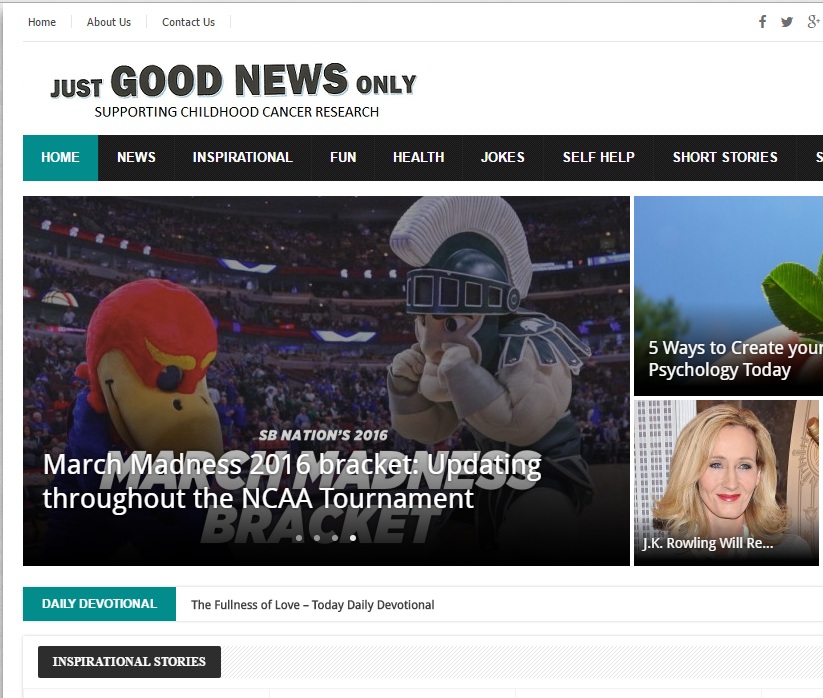 Home
About Us
Contact Us
JUST GOOD NEWS ONLY
SUPPORTING CHILDHOOD CANCER RESEARCH
HOME NEWS INSPIRATIONAL FUN HEALTH JOKES SELF HELP SHORT STORIES S
SB NATION'S 2016
MARCH MADNESS
BRACKET
March Madness 2016 bracket: Updating
throughout the NCAA Tournament
5 Ways to Create your
Psychology Today
J.K. Rowling Will Re...
DAILY DEVOTIONAL
The Fullness of Love – Today Daily Devotional
INSPIRATIONAL STORIES